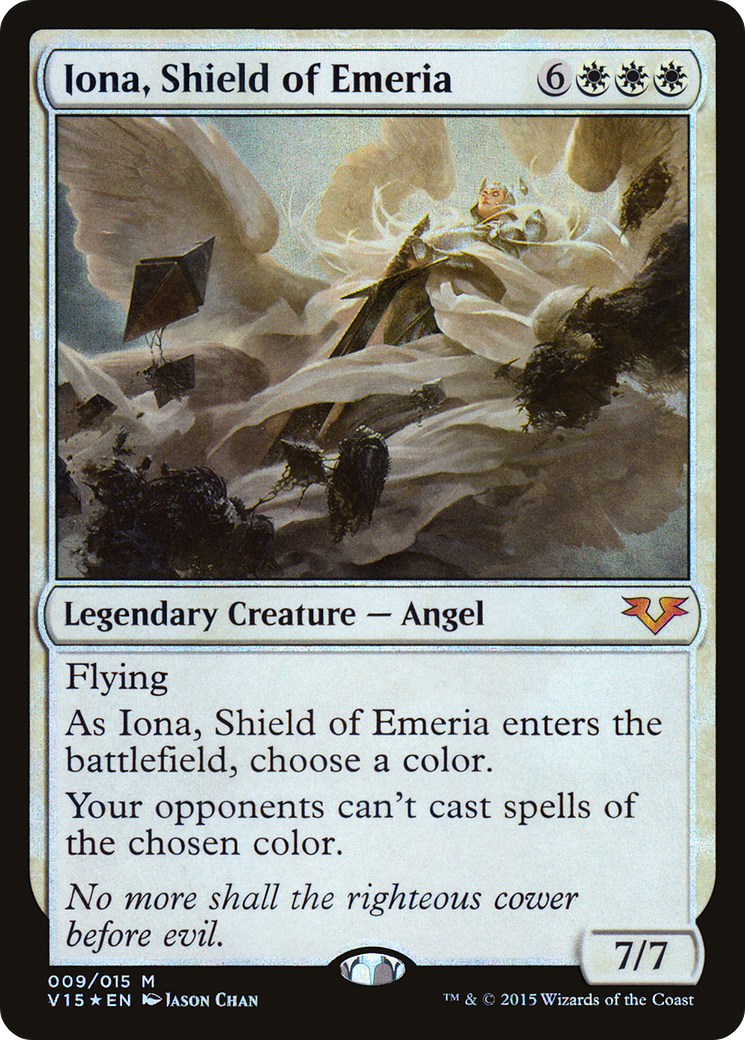 Iona, Shield of Emeria 6
Legendary Creature — Angel
Flying
As Iona, Shield of Emeria enters the
battlefield, choose a color.
Your opponents can't cast spells of
the chosen color.
No more shall the righteous cower
before evil.
7/7
009/015 M
V15★EN Jason Chan
™ & © 2015 Wizards of the Coast